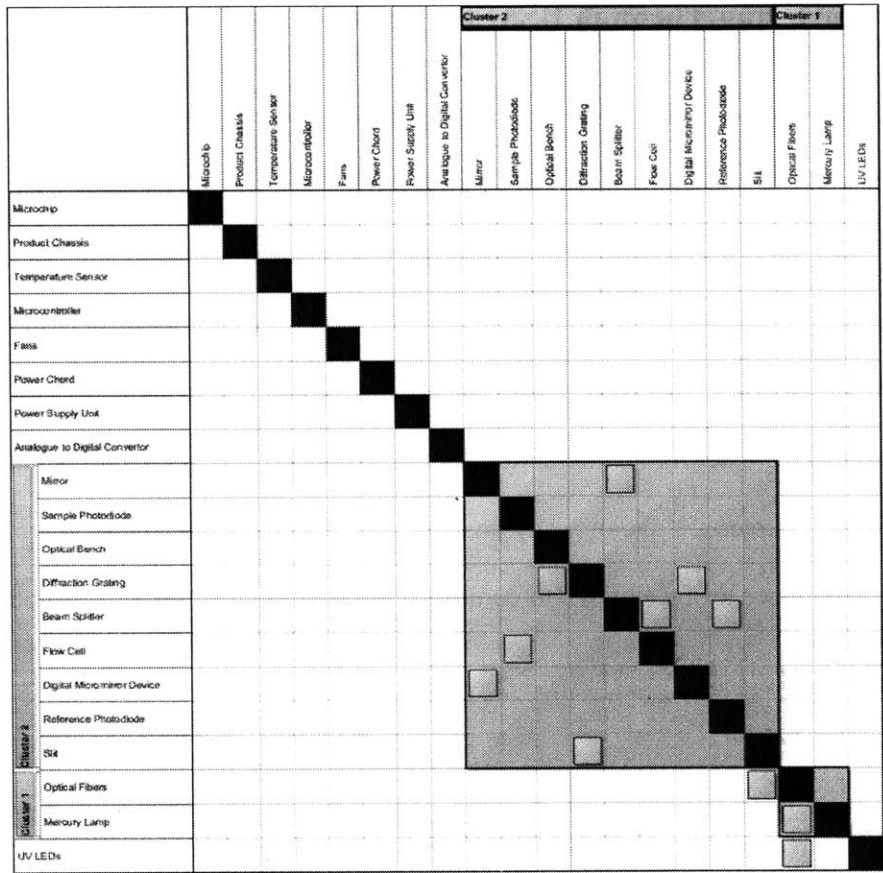 Cluster 2
Cluster 1
Microchip
Product Chassis
Temperature Sensor
Microcontroller
Fans
Power Chord
Power Supply Unit
Analogue to Digital Convertor
Mirror
Sample Photodiode
Optical Bench
Diffraction Grating
Beam Splitter
Flow Cell
Digital Micromirror Device
Reference Photodiode
Slit
Optical Fibers
Mercury Lamp
UV LEDs
Microchip
Product Chassis
Temperature Sensor
Microcontroller
Fans
Power Chord
Power Supply Unit
Analogue to Digital Convertor
Cluster 2
Mirror
Sample Photodiode
Optical Bench
Diffraction Grating
Beam Splitter
Flow Cell
Digital Micromirror Device
Reference Photodiode
Slit
Cluster 1
Optical Fibers
Mercury Lamp
UV LEDs